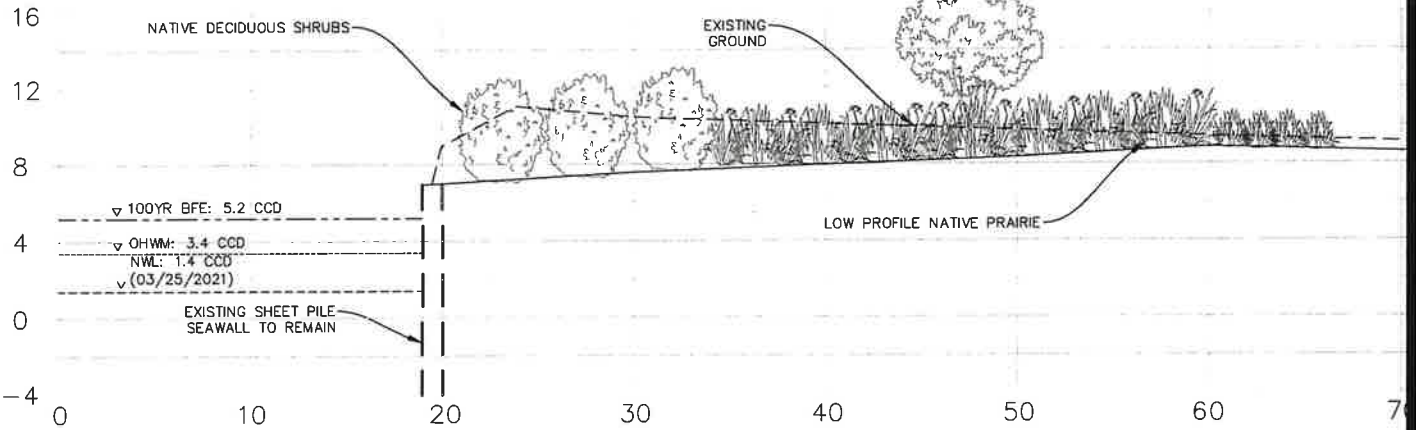 16
NATIVE DECIDUOUS SHRUBS
EXISTING
GROUND
12
8
▽ 100YR BFE: 5.2 CCD
LOW PROFILE NATIVE PRAIRIE
4
▽ OHWM: 3.4 CCD
NWL: 1.4 CCD
▽ (03/25/2021)
0
EXISTING SHEET PILE
SEAWALL TO REMAIN
-4
0 10 20 30 40 50 60 70